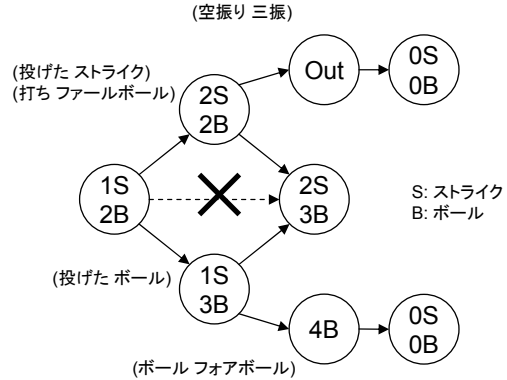 (空振り 三振)
(投げた ストライク)
(打ち ファールボール)
Out
0S
0B
2S
2B
1S
2B
2S
3B
S: ストライク
B: ボール
(投げた ボール)
1S
3B
4B
0S
0B
(ボール フォアボール)